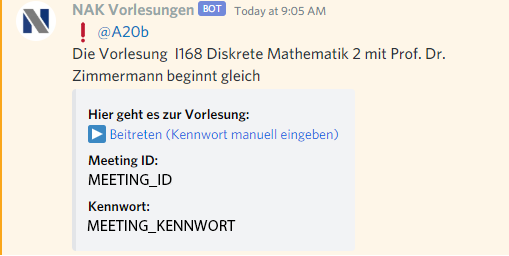 NAK Vorlesungen BOT Today at 9:05 AM
❗ @A20b
Die Vorlesung I168 Diskrete Mathematik 2 mit Prof. Dr.
Zimmermann beginnt gleich
Hier geht es zur Vorlesung:
▶️ Beitreten (Kennwort manuell eingeben)
Meeting ID:
MEETING_ID
Kennwort:
MEETING_KENNWORT